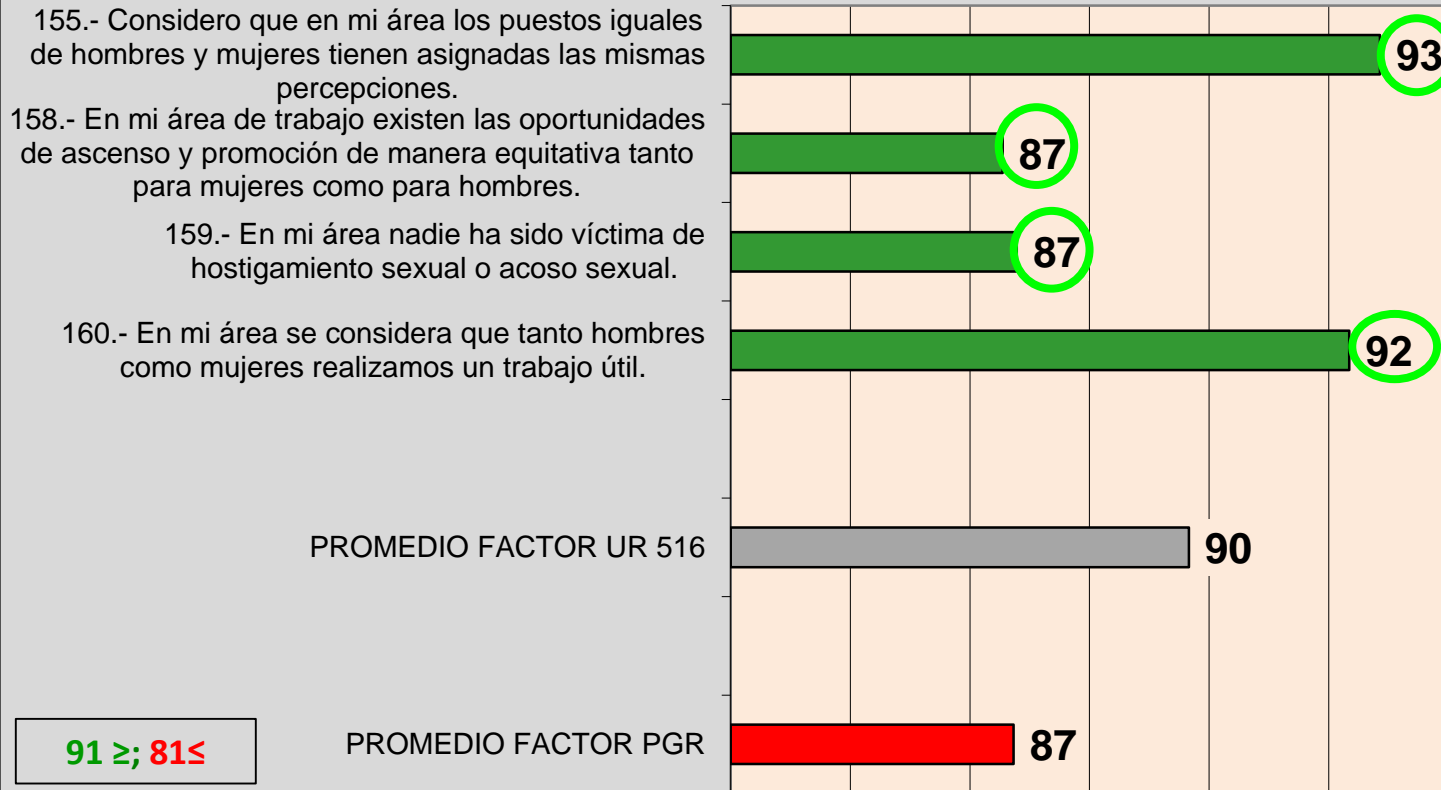 155.- Considero que en mi área los puestos iguales
de hombres y mujeres tienen asignadas las mismas
percepciones.
93
158.- En mi área de trabajo existen las oportunidades
de ascenso y promoción de manera equitativa tanto
para mujeres como para hombres.
87
159.- En mi área nadie ha sido víctima de
hostigamiento sexual o acoso sexual.
87
160.- En mi área se considera que tanto hombres
como mujeres realizamos un trabajo útil.
92
PROMEDIO FACTOR UR 516
90
PROMEDIO FACTOR PGR
87
91 ≥; 81≤